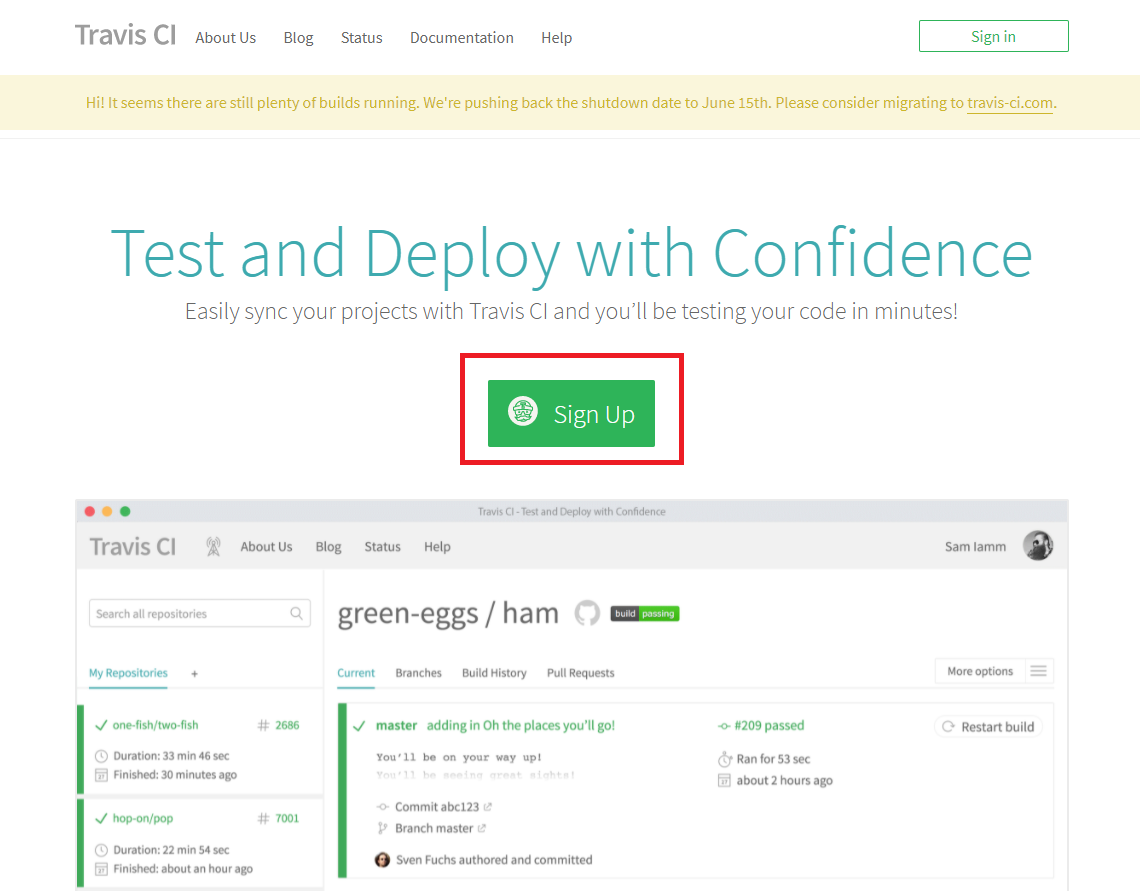 Travis CI About Us Blog Status Documentation Help Sign in
Hi! It seems there are still plenty of builds running. We're pushing back the shutdown date to June 15th. Please consider migrating to travis-ci.com.
Test and Deploy with Confidence
Easily sync your projects with Travis CI and you’ll be testing your code in minutes!
Sign Up
Travis CI - Test and Deploy with Confidence
Travis CI About Us Blog Status Help Sam Iamm
Search all repositories
green-eggs / ham build passing
My Repositories +
Current Branches Build History Pull Requests More options
one-fish/two-fish # 2686
Duration: 33 min 46 sec
Finished: 30 minutes ago
hop-on/pop # 7001
Duration: 22 min 54 sec
Finished: about an hour ago
master adding in Oh the places you'll go! #209 passed Restart build
You'll be on your way up!
You'll be seeing great sights!
Ran for 53 sec
about 2 hours ago
Commit abc123
Branch master
Sven Fuchs authored and committed